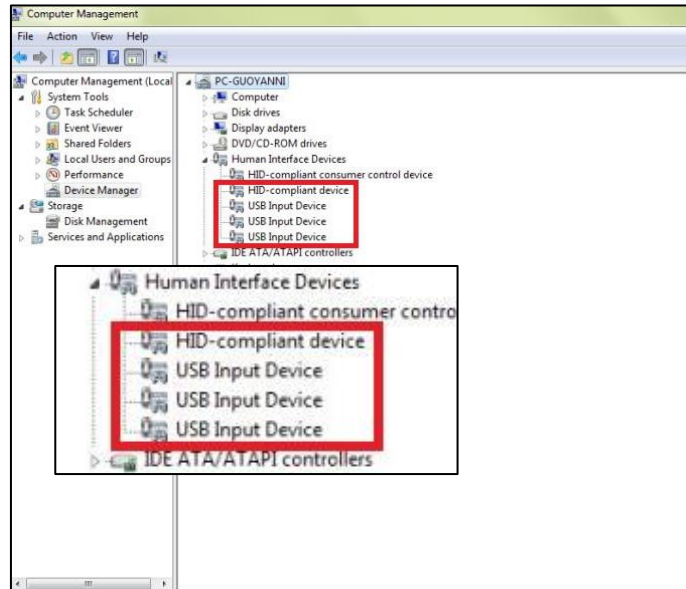 Computer Management
File Action View Help
Computer Management (Local
System Tools
Task Scheduler
Event Viewer
Shared Folders
Local Users and Groups
Performance
Device Manager
Storage
Disk Management
Services and Applications
PC-GUOYANNI
Computer
Disk drives
Display adapters
DVD/CD-ROM drives
Human Interface Devices
HID-compliant consumer control device
HID-compliant device
USB Input Device
USB Input Device
USB Input Device
IDE ATA/ATAPI controllers
Human Interface Devices
HID-compliant consumer contro
HID-compliant device
USB Input Device
USB Input Device
USB Input Device
IDE ATA/ATAPI controllers